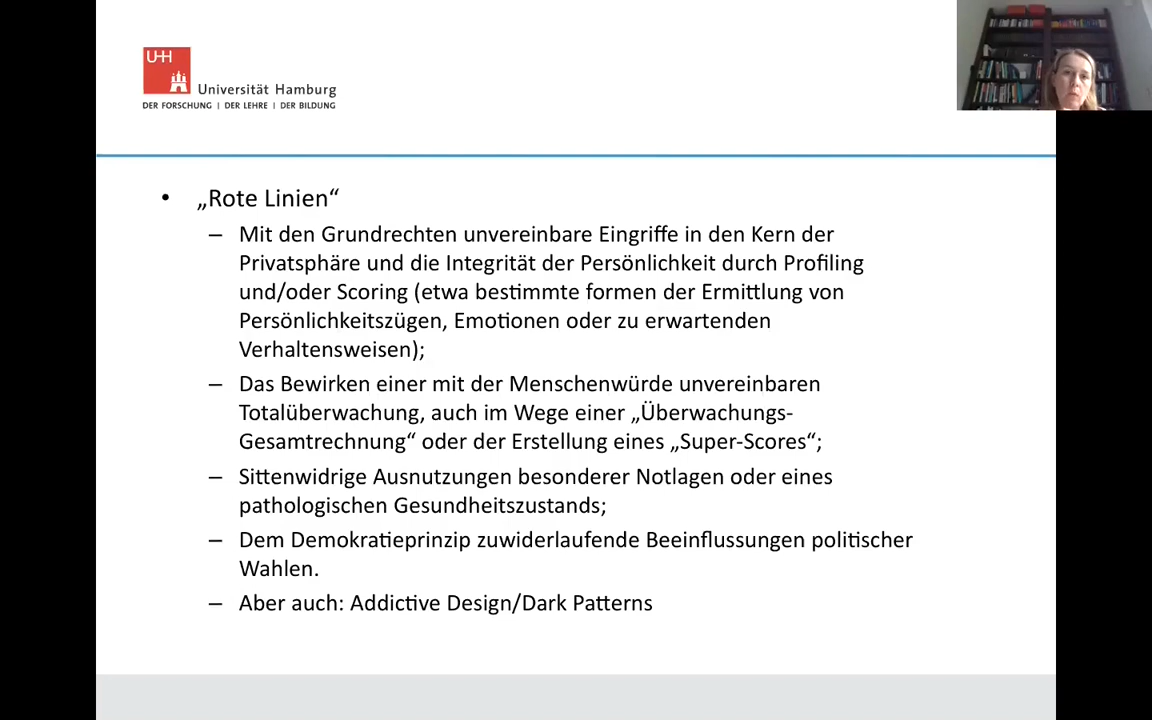 U-H
Universität Hamburg
DER FORSCHUNG | DER LEHRE | DER BILDUNG
• „Rote Linien“
– Mit den Grundrechten unvereinbare Eingriffe in den Kern der
Privatsphäre und die Integrität der Persönlichkeit durch Profiling
und/oder Scoring (etwa bestimmte formen der Ermittlung von
Persönlichkeitszügen, Emotionen oder zu erwartenden
Verhaltensweisen);
– Das Bewirken einer mit der Menschenwürde unvereinbaren
Totalüberwachung, auch im Wege einer „Überwachungs-
Gesamtrechnung“ oder der Erstellung eines „Super-Scores“;
– Sittenwidrige Ausnutzungen besonderer Notlagen oder eines
pathologischen Gesundheitszustands;
– Dem Demokratieprinzip zuwiderlaufende Beeinflussungen politischer
Wahlen.
– Aber auch: Addictive Design/Dark Patterns